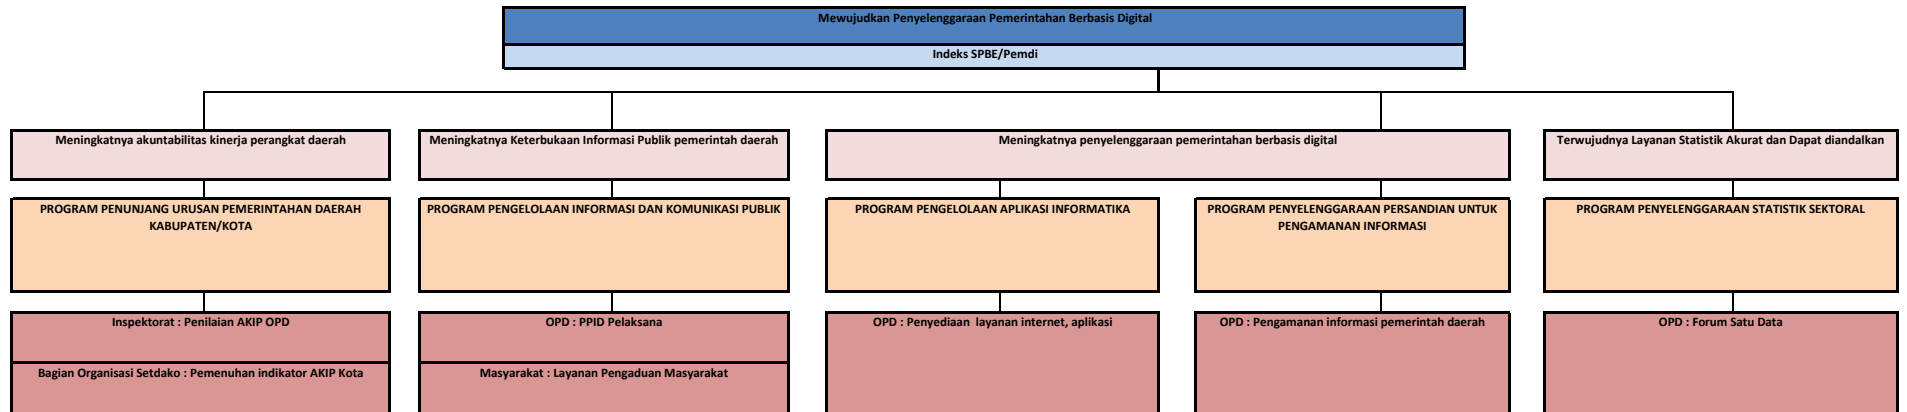 Mewujudkan Penyelenggaraan Pemerintahan Berbasis Digital
Indeks SPBE/Pemdi
Meningkatnya akuntabilitas kinerja perangkat daerah
Meningkatnya Keterbukaan Informasi Publik pemerintah daerah
Meningkatnya penyelenggaraan pemerintahan berbasis digital
Terwujudnya Layanan Statistik Akurat dan Dapat diandalkan
PROGRAM PENUNJANG URUSAN PEMERINTAHAN DAERAH
KABUPATEN/KOTA
PROGRAM PENGELOLAAN INFORMASI DAN KOMUNIKASI PUBLIK
PROGRAM PENGELOLAAN APLIKASI INFORMATIKA
PROGRAM PENYELENGGARAAN PERSANDIAN UNTUK
PENGAMANAN INFORMASI
PROGRAM PENYELENGGARAAN STATISTIK SEKTORAL
Inspektorat : Penilaian AKIP OPD
Bagian Organisasi Setdako : Pemenuhan indikator AKIP Kota
OPD : PPID Pelaksana
Masyarakat : Layanan Pengaduan Masyarakat
OPD : Penyediaan layanan internet, aplikasi
OPD : Pengamanan informasi pemerintah daerah
OPD : Forum Satu Data